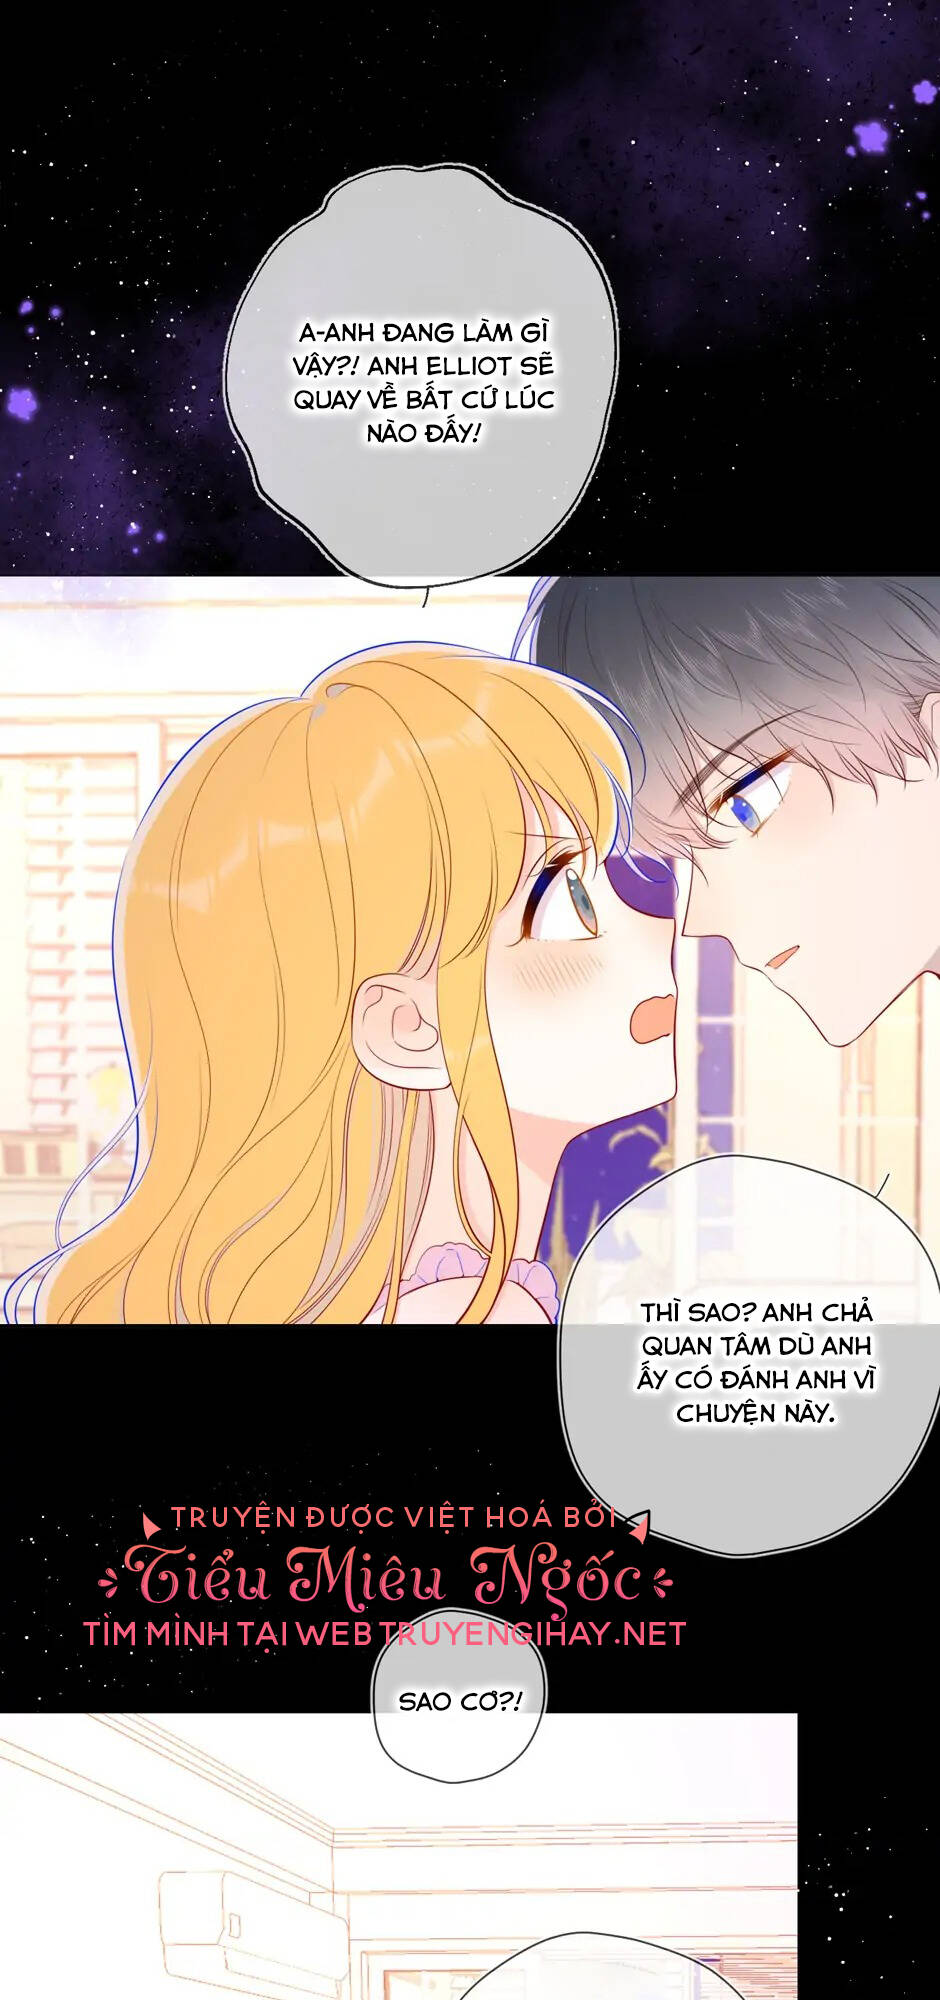 A-ANH ĐANG LÀM GÌ
VẬY?! ANH ELLIOT SẼ
QUAY VỀ BẤT CỨ LÚC
NÀO ĐẤY!
THÌ SAO? ANH CHẢ
QUAN TÂM DÙ ANH
ẤY CÓ ĐÁNH ANH VÌ
CHUYỆN NÀY.
TRUYỆN ĐƯỢC VIỆT HOÁ BỞI
Tiểu Miêu Ngốc
TÌM MÌNH TẠI WEB TRUYENGIHAY.NET
SAO CƠ?!